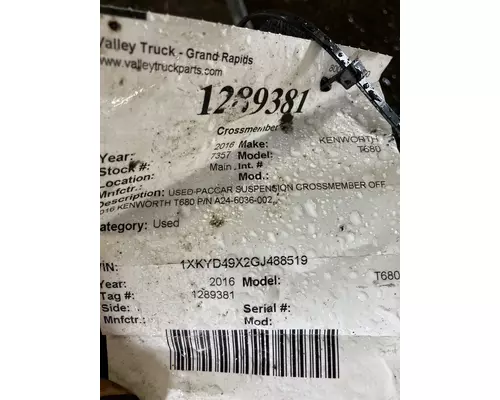 Valley Truck - Grand Rapids
www.valleytruckparts.com
1289381
Crossmember
Year: 2016 Make: KENWORTH
Stock #: 7357 Model: T680
Location: Main Int. #
Mnfctr.: Mod.:
Description: USED PACCAR SUSPENSION CROSSMEMBER OFF
2016 KENWORTH T680 P/N A24-6036-002
Category: Used
VIN: 1XKYD49X2GJ488519
Year: 2016 Model: T680
Tag #: 1289381
Side: Serial #:
Mnfctr.: Mod: